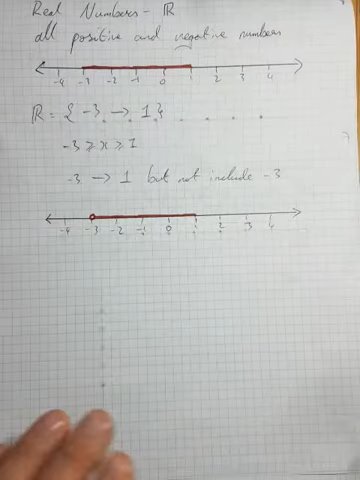 Real Numbers - ℝ
all positive and negative numbers
-4 -3 -2 -1 0 1 2 3 4
ℝ = { -3 → 1 }
-3 ⩾ x ⩾ 1
-3 → 1 but not include -3
-4 -3 -2 -1 0 1 2 3 4